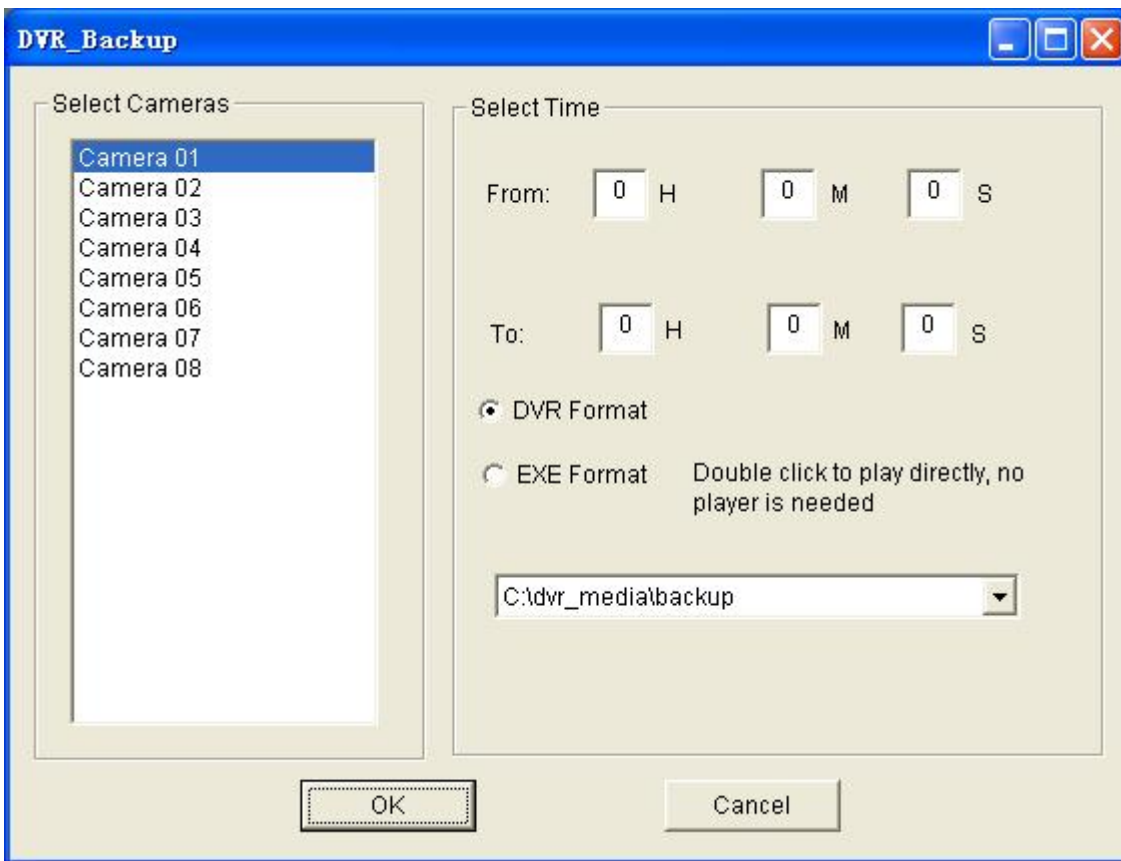 DVR_Backup
Select Cameras
Camera 01
Camera 02
Camera 03
Camera 04
Camera 05
Camera 06
Camera 07
Camera 08
Select Time
From: 0 H 0 M 0 S
To: 0 H 0 M 0 S
DVR Format
EXE Format Double click to play directly, no
player is needed
C:\dvr_media\backup
OK Cancel